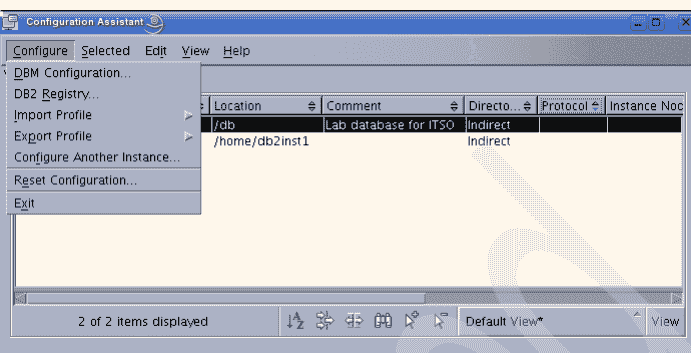 Configuration Assistant
Configure Selected Edit View Help
DBM Configuration...
DB2 Registry...
Import Profile
Export Profile
Configure Another Instance...
Reset Configuration...
Exit
Location Comment Directo... Protocol Instance Noc
/db Lab database for ITSO Indirect
/home/db2inst1 Indirect
2 of 2 items displayed Default View* View